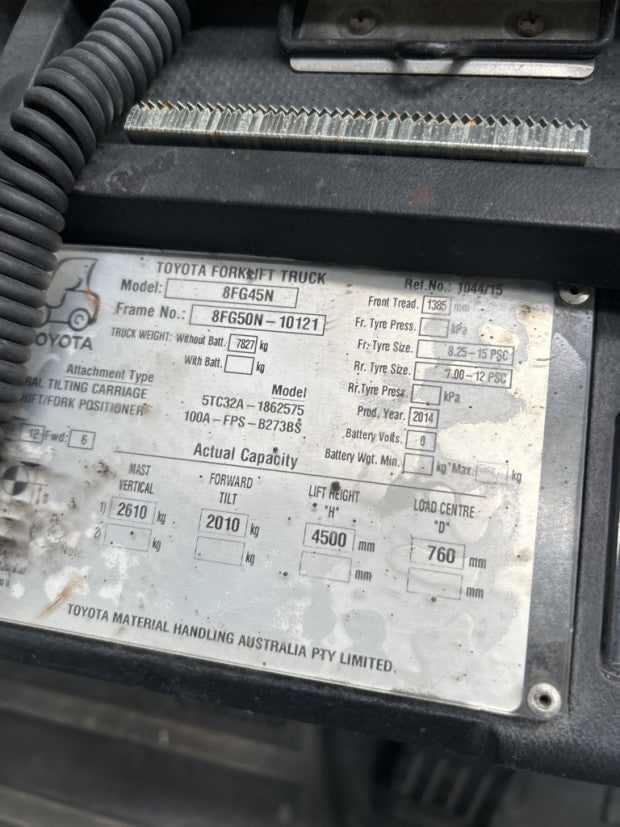 TOYOTA FORKLIFT TRUCK
Ref.No.: 1044/15
Model: 8FG45N
Front Tread. 1385 mm
Frame No.: 8FG50N-10121
Fr. Tyre Press. kPa
OYOTA
TRUCK WEIGHT: Without Batt. 7827 kg
Fr. Tyre Size. 8.25-15 PSC
With Batt. kg
Rr. Tyre Size. 7.00-12 PSC
Attachment Type
Model
Rr. Tyre Press. kPa
TILTING CARRIAGE 5TC32A-1862575
Prod. Year. 2014
/FORK POSITIONER 100A-FPS-B273BS
Battery Volts. 0
12 Fwd: 6
Actual Capacity
Battery Wgt. Min. kg Max. kg
MAST VERTICAL
FORWARD TILT
LIFT HEIGHT "H"
LOAD CENTRE "D"
1) 2610 kg 2010 kg 4500 mm 760 mm
2) kg kg mm mm
TOYOTA MATERIAL HANDLING AUSTRALIA PTY LIMITED.